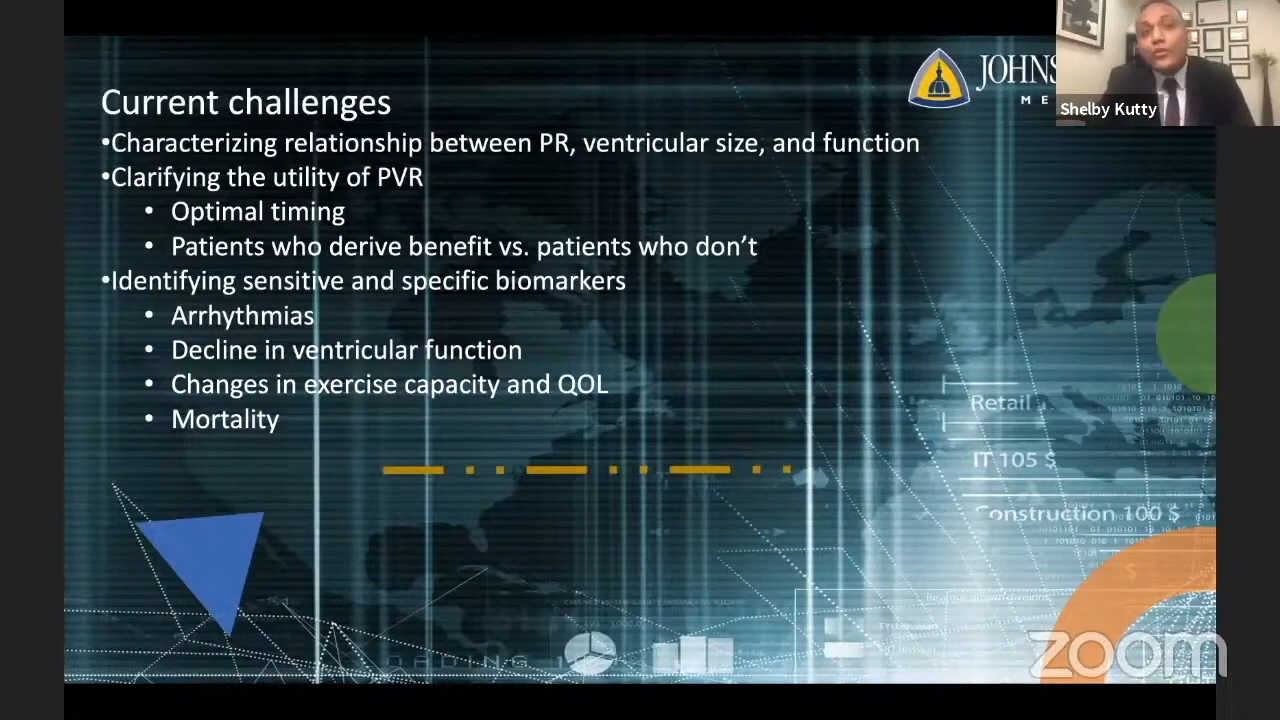 Current challenges
•Characterizing relationship between PR, ventricular size, and function
•Clarifying the utility of PVR
• Optimal timing
• Patients who derive benefit vs. patients who don’t
•Identifying sensitive and specific biomarkers
• Arrhythmias
• Decline in ventricular function
• Changes in exercise capacity and QOL
• Mortality
JOHNS
ME
Shelby Kutty
Retail
IT 105 $
Construction 100 $
zoom